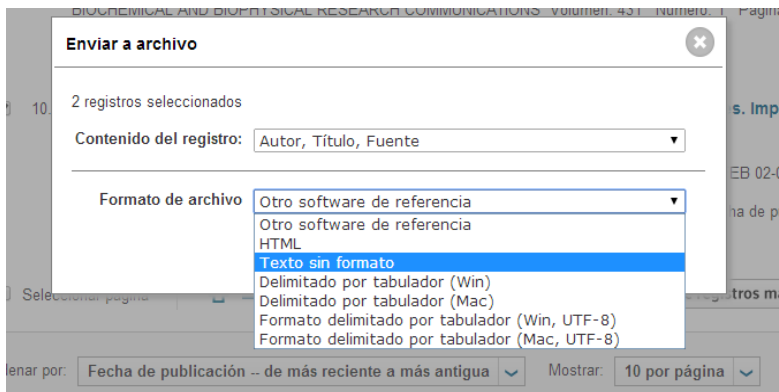 BIOCHEMICAL AND BIOPHYSICAL RESEARCH COMMUNICATIONS Volumen: 431 Número: 1 Página
Enviar a archivo
2 registros seleccionados
10.
s. Imp
Contenido del registro: Autor, Título, Fuente
EB 02-0
Formato de archivo Otro software de referencia
ha de p
Otro software de referencia
HTML
Texto sin formato
Delimitado por tabulador (Win)
Seleccionar página
Delimitado por tabulador (Mac)
registros ma
Formato delimitado por tabulador (Win, UTF-8)
Formato delimitado por tabulador (Mac, UTF-8)
lenar por: Fecha de publicación -- de más reciente a más antigua Mostrar: 10 por página